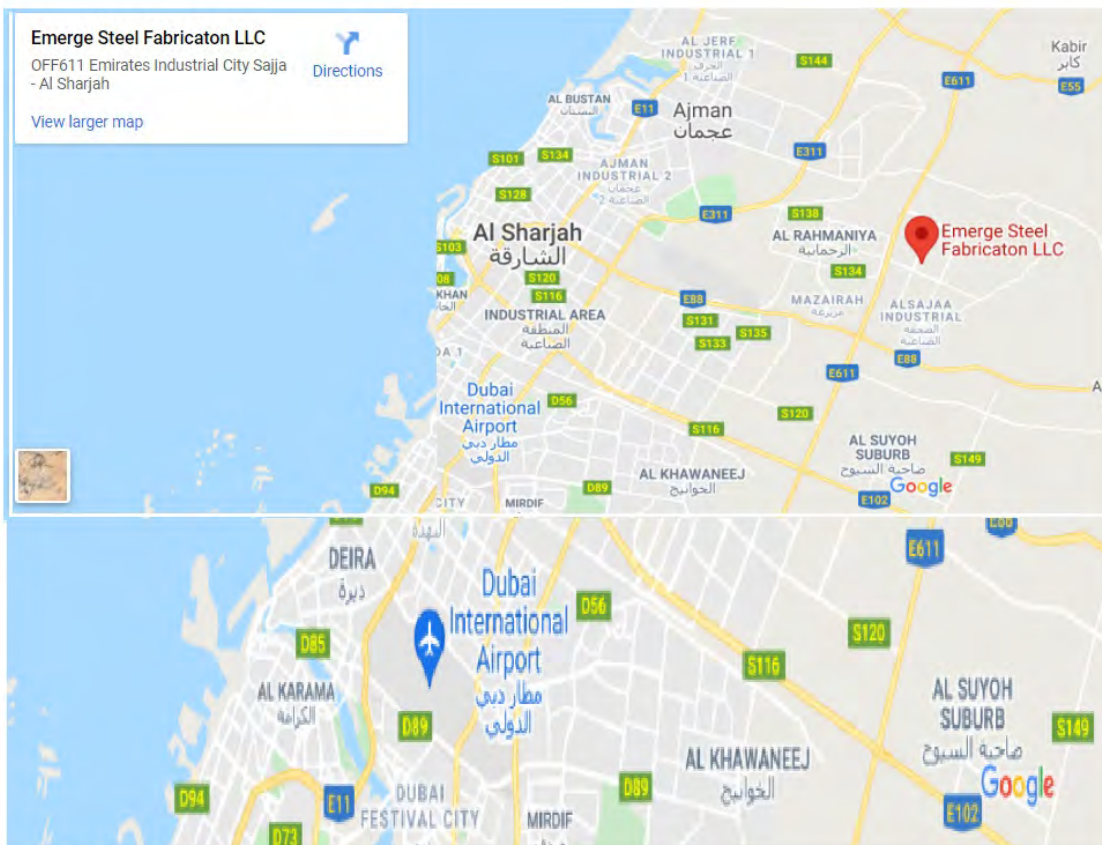 Emerge Steel Fabricaton LLC
OFF611 Emirates Industrial City Sajja
- Al Sharjah
Directions
View larger map
AL JERF
INDUSTRIAL 1
الجرف
الصناعية 1
S144
Kabir
كابر
E611
E55
AL BUSTAN
البستان
E11
Ajman
عجمان
S101
S134
E311
AJMAN
INDUSTRIAL 2
عجمان
الصناعية 2
S128
E311
S138
Al Sharjah
الشارقة
S103
AL RAHMANIYA
الرحمانية
Emerge Steel
Fabricaton LLC
S134
S120
08
KHAN
S116
E88
MAZAIRAH
مزيرعة
ALSAJAA
INDUSTRIAL
الصناعية
INDUSTRIAL AREA
المنطقة
الصناعية
S131
S135
S133
DA 1
E88
E611
A
Dubai
International
Airport
مطار دبي
الدولي
D56
S120
S116
AL SUYOH
SUBURB
ضاحية السيوح
S149
AL KHAWANEEJ
الخوانيج
Google
D94
D89
E102
CITY
MIRDIF
النهدة
DEIRA
ديرة
E611
Dubai
International
Airport
مطار دبي
الدولي
D56
D85
S120
S116
AL KARAMA
الكرامة
AL SUYOH
SUBURB
ضاحية السيوح
S149
D89
AL KHAWANEEJ
الخوانيج
Google
D94
E11
DUBAI
FESTIVAL CITY
D89
MIRDIF
E102
D73